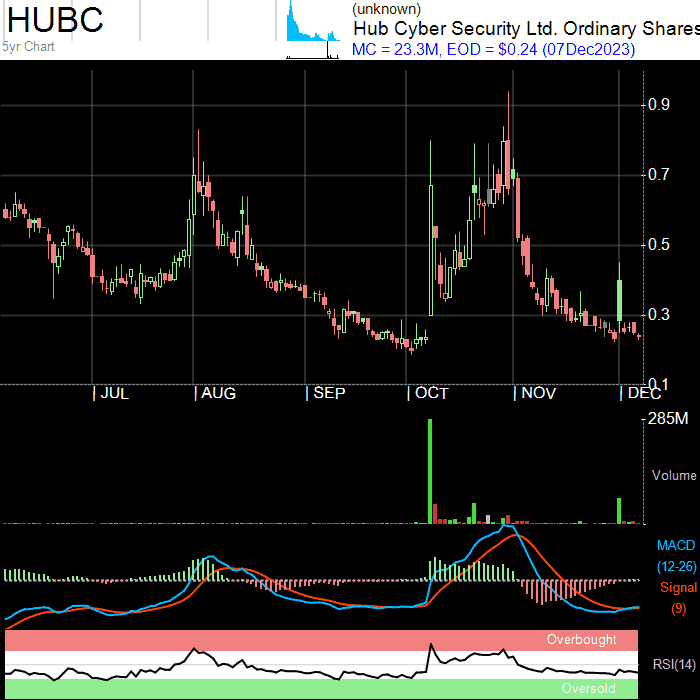 HUBC
(unknown)
Hub Cyber Security Ltd. Ordinary Shares
5yr Chart
MC = 23.3M, EOD = $0.24 (07Dec2023)
0.9
0.7
0.5
0.3
0.1
JUL AUG SEP OCT NOV DEC
285M
Volume
MACD
(12-26)
Signal
(9)
Overbought
RSI(14)
Oversold